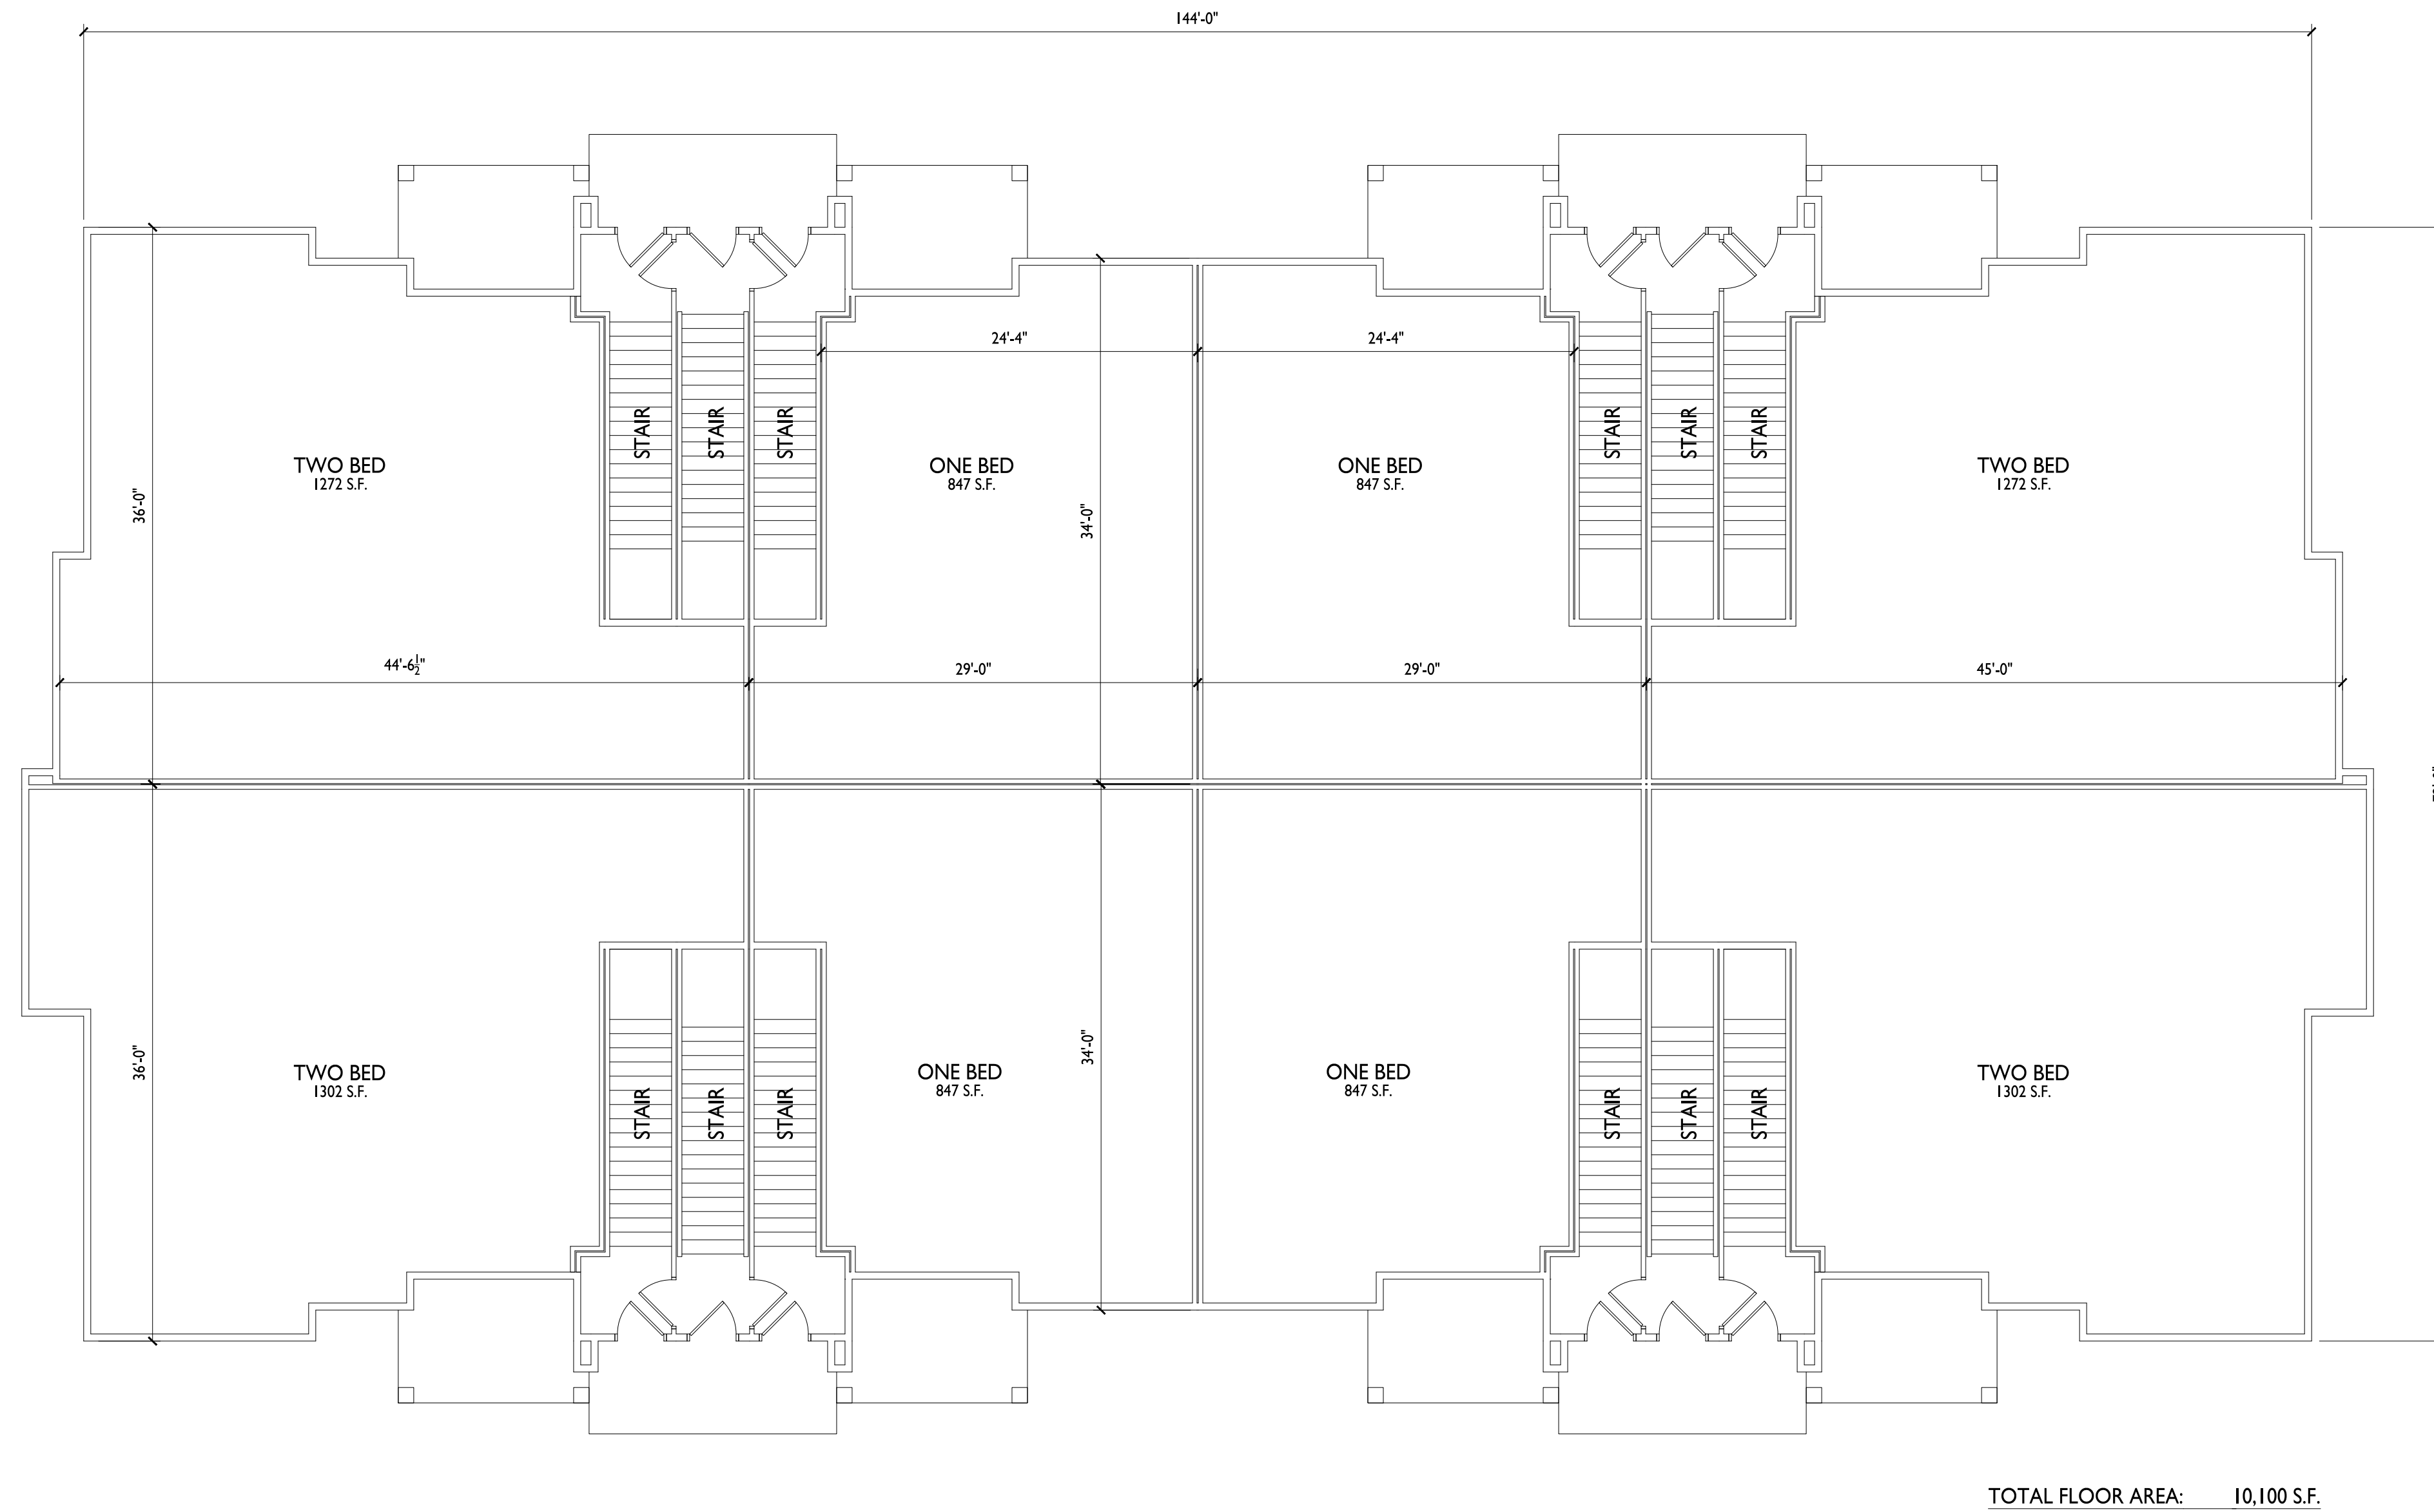 144'-0"
24'-4"
24'-4"
STAIR
STAIR
STAIR
STAIR
STAIR
STAIR
TWO BED
1272 S.F.
ONE BED
847 S.F.
ONE BED
847 S.F.
TWO BED
1272 S.F.
36'-0"
34'-0"
44'-6½"
29'-0"
29'-0"
45'-0"
36'-0"
34'-0"
TWO BED
1302 S.F.
ONE BED
847 S.F.
ONE BED
847 S.F.
TWO BED
1302 S.F.
STAIR
STAIR
STAIR
STAIR
STAIR
STAIR
TOTAL FLOOR AREA: 10,100 S.F.